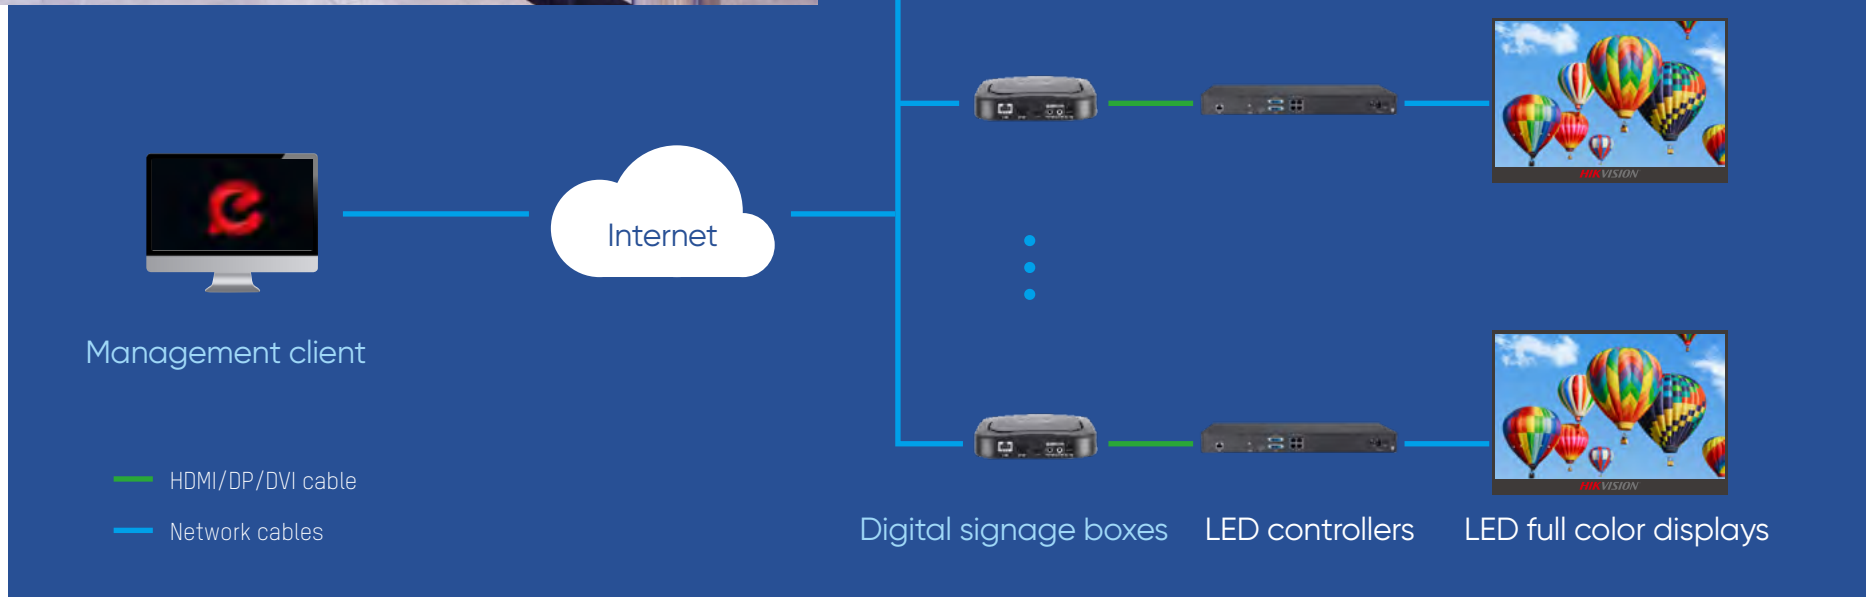 HIKVISION
Internet
Management client
HIKVISION
HDMI/DP/DVI cable
Network cables
Digital signage boxes
LED controllers
LED full color displays